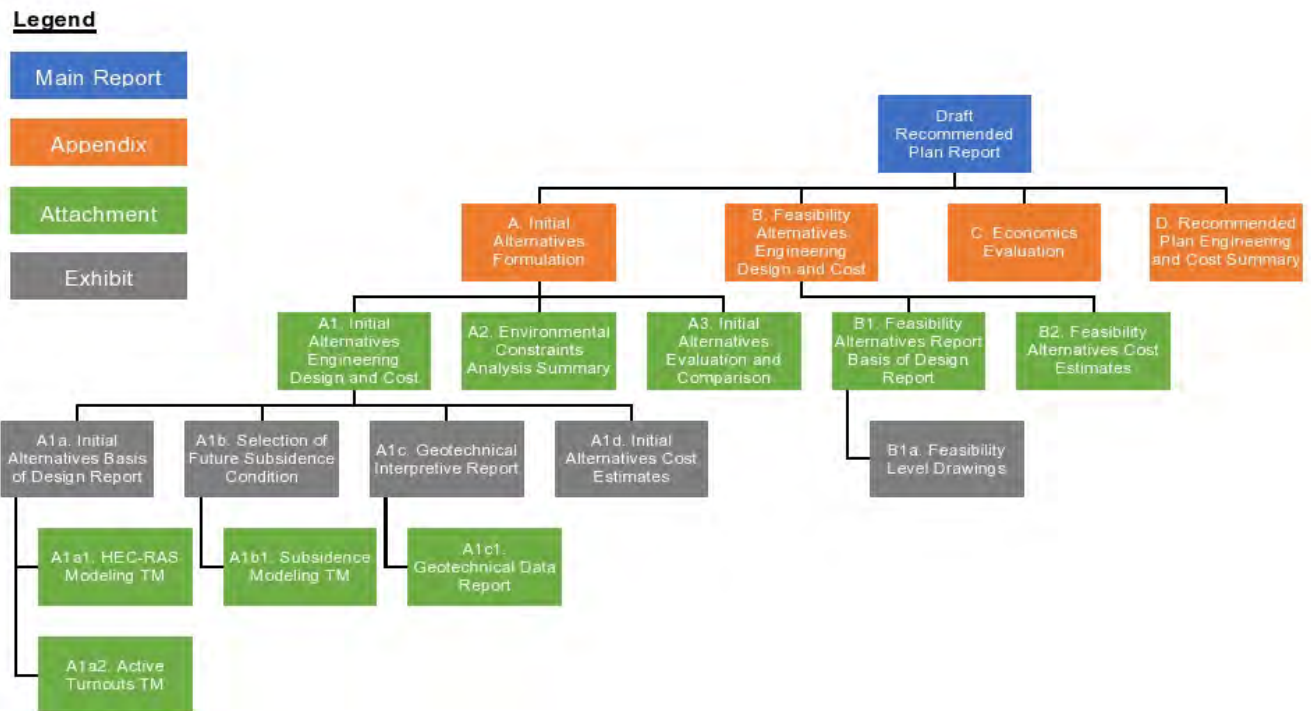 Legend
Main Report
Appendix
Attachment
Exhibit
Draft
Recommended
Plan Report
A. Initial
Alternatives
Formulation
B. Feasibility
Alternatives
Engineering
Design and Cost
C. Economics
Evaluation
D. Recommended
Plan Engineering
and Cost Summary
A1. Initial
Alternatives
Engineering
Design and Cost
A2. Environmental
Constraints
Analysis Summary
A3. Initial
Alternatives
Evaluation and
Comparison
B1. Feasibility
Alternatives Report
Basis of Design
Report
B2. Feasibility
Alternatives Cost
Estimates
A1a. Initial
Alternatives Basis
of Design Report
A1b. Selection of
Future Subsidence
Condition
A1c. Geotechnical
Interpretive Report
A1d. Initial
Alternatives Cost
Estimates
B1a. Feasibility
Level Drawings
A1a1. HEC-RAS
Modeling TM
A1b1. Subsidence
Modeling TM
A1c1.
Geotechnical Data
Report
A1a2. Active
Turnouts TM